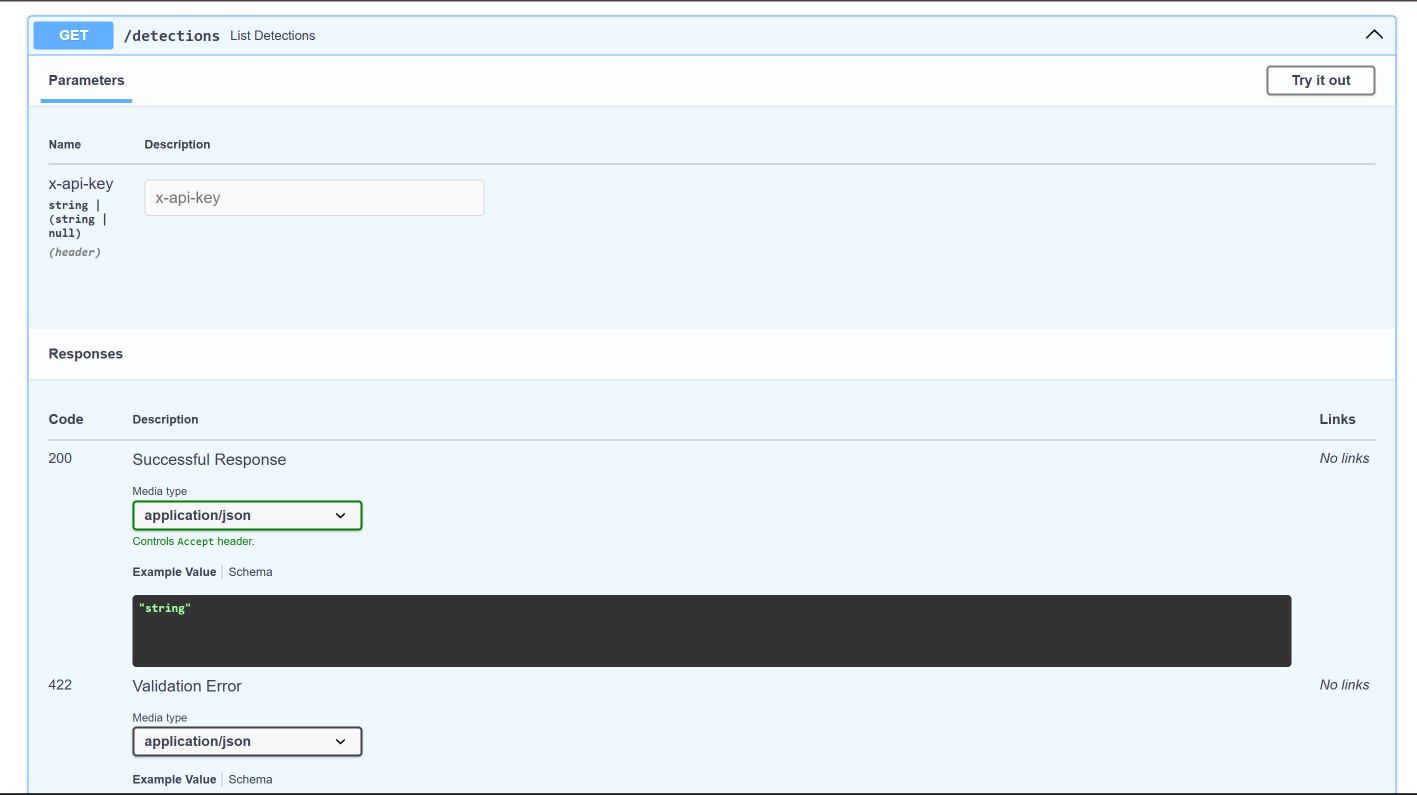 GET /detections List Detections
Parameters
Try it out
Name Description
x-api-key
string |
(string |
null)
(header)
x-api-key
Responses
Code Description Links
200 Successful Response No links
Media type
application/json
Controls Accept header.
Example Value Schema
"string"
422 Validation Error No links
Media type
application/json
Example Value Schema